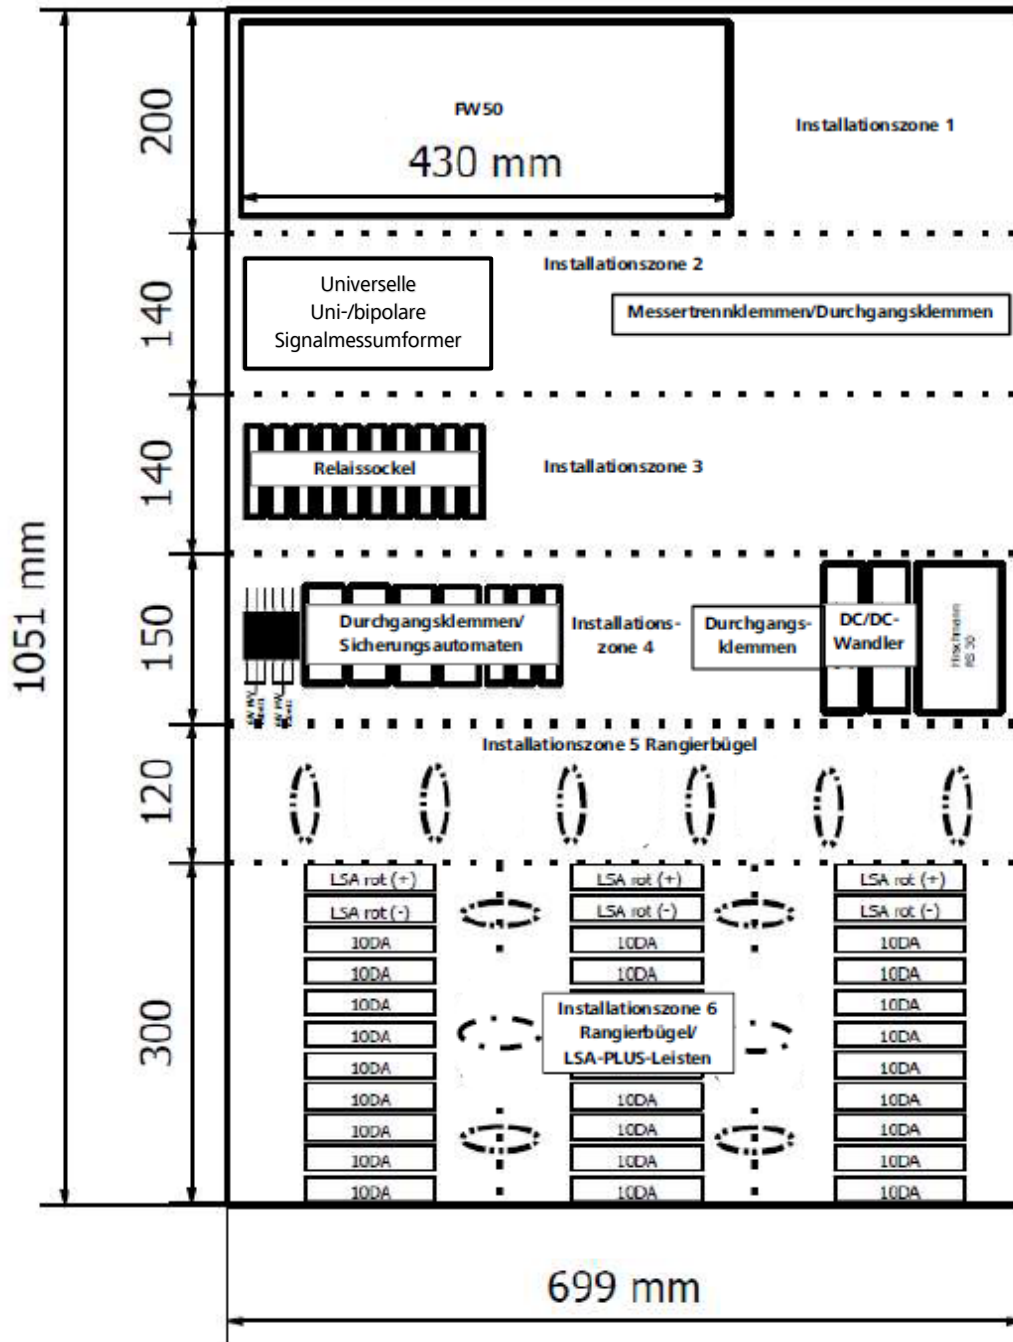 1051 mm
200
FW50
430 mm
Installationszone 1
140
Installationszone 2
Universelle
Uni-/bipolare
Signalmessumformer
Messertrennklemmen/Durchgangsklemmen
140
Relaissockel
Installationszone 3
150
Durchgangsklemmen/
Sicherungsautomaten
Installations-
zone 4
Durchgangs-
klemmen
DC/DC-
Wandler
Hirschmann
RS 30
120
Installationszone 5 Rangierbügel
300
LSA rot (+)
LSA rot (-)
10DA
10DA
10DA
10DA
10DA
10DA
10DA
10DA
10DA
LSA rot (+)
LSA rot (-)
10DA
10DA
Installationszone 6
Rangierbügel/
LSA-PLUS-Leisten
10DA
10DA
10DA
10DA
LSA rot (+)
LSA rot (-)
10DA
10DA
10DA
10DA
10DA
10DA
10DA
10DA
10DA
699 mm